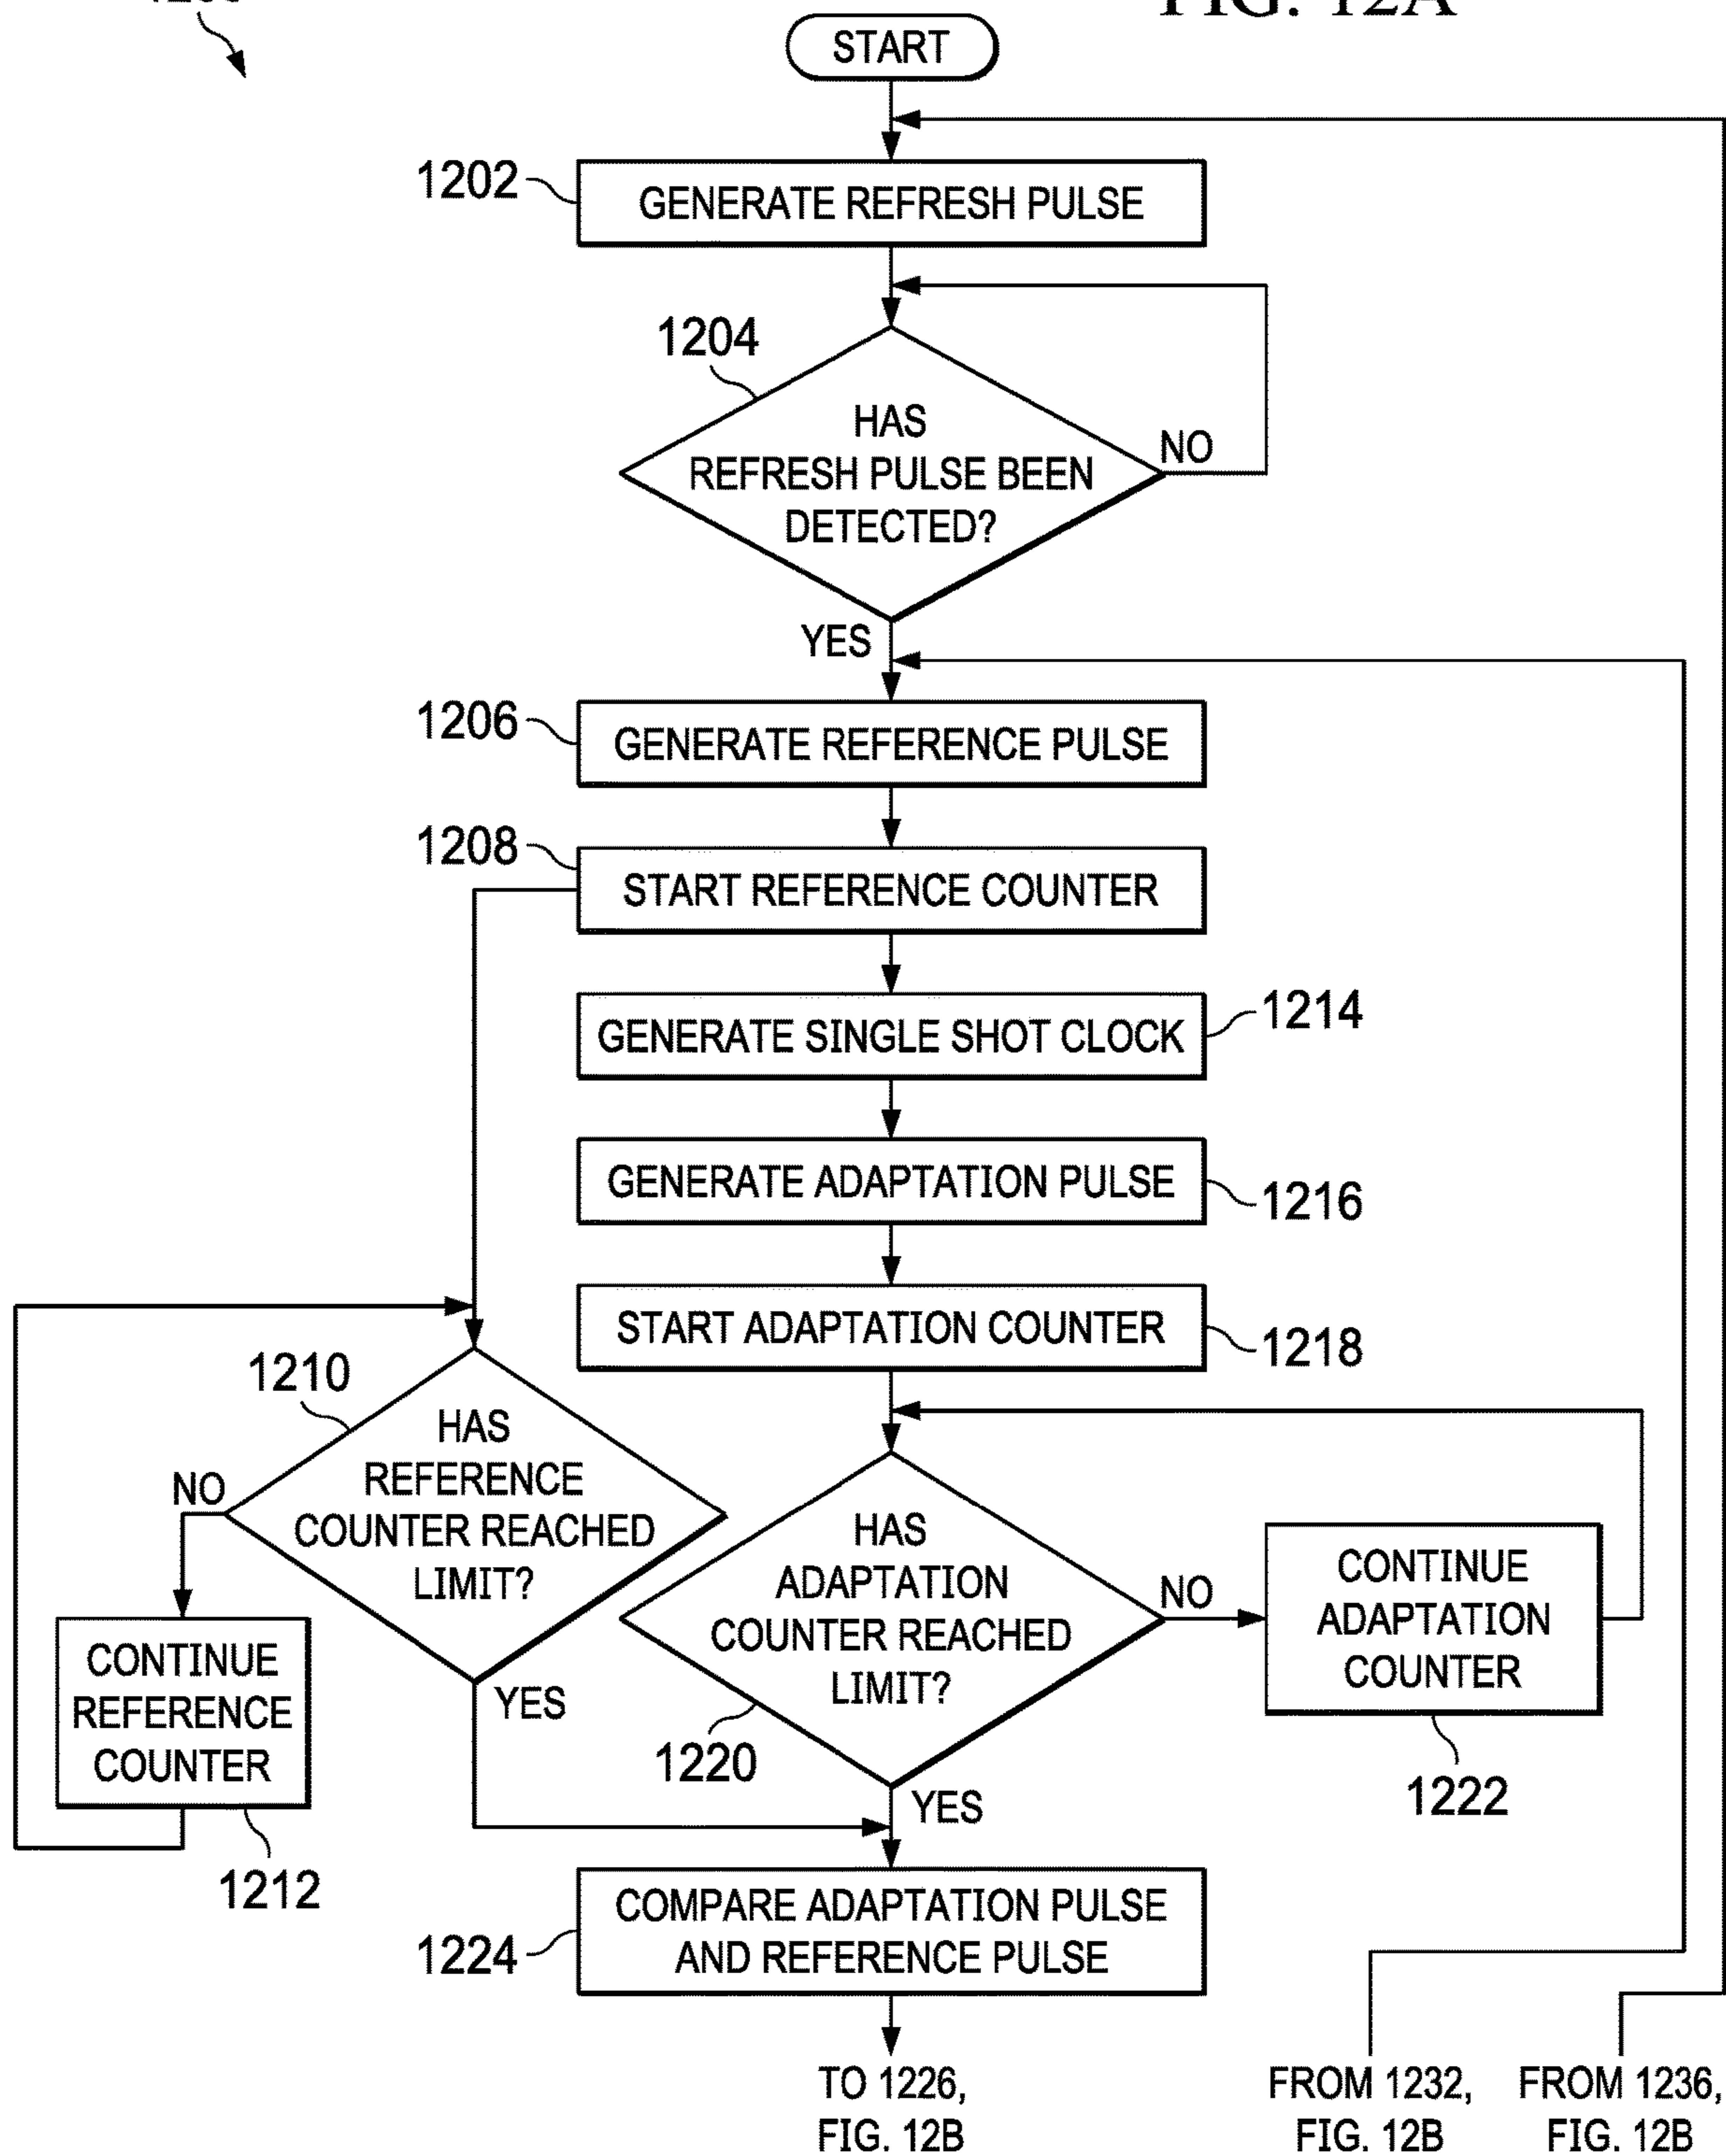 FIG. 12A
START
1202
GENERATE REFRESH PULSE
1204
HAS
REFRESH PULSE BEEN
DETECTED?
NO
YES
1206
GENERATE REFERENCE PULSE
1208
START REFERENCE COUNTER
GENERATE SINGLE SHOT CLOCK
1214
GENERATE ADAPTATION PULSE
1216
START ADAPTATION COUNTER
1218
1210
HAS
REFERENCE
COUNTER REACHED
LIMIT?
NO
YES
CONTINUE
REFERENCE
COUNTER
1212
HAS
ADAPTATION
COUNTER REACHED
LIMIT?
1220
NO
YES
CONTINUE
ADAPTATION
COUNTER
1222
COMPARE ADAPTATION PULSE
AND REFERENCE PULSE
1224
TO 1226,
FIG. 12B
FROM 1232,
FIG. 12B
FROM 1236,
FIG. 12B